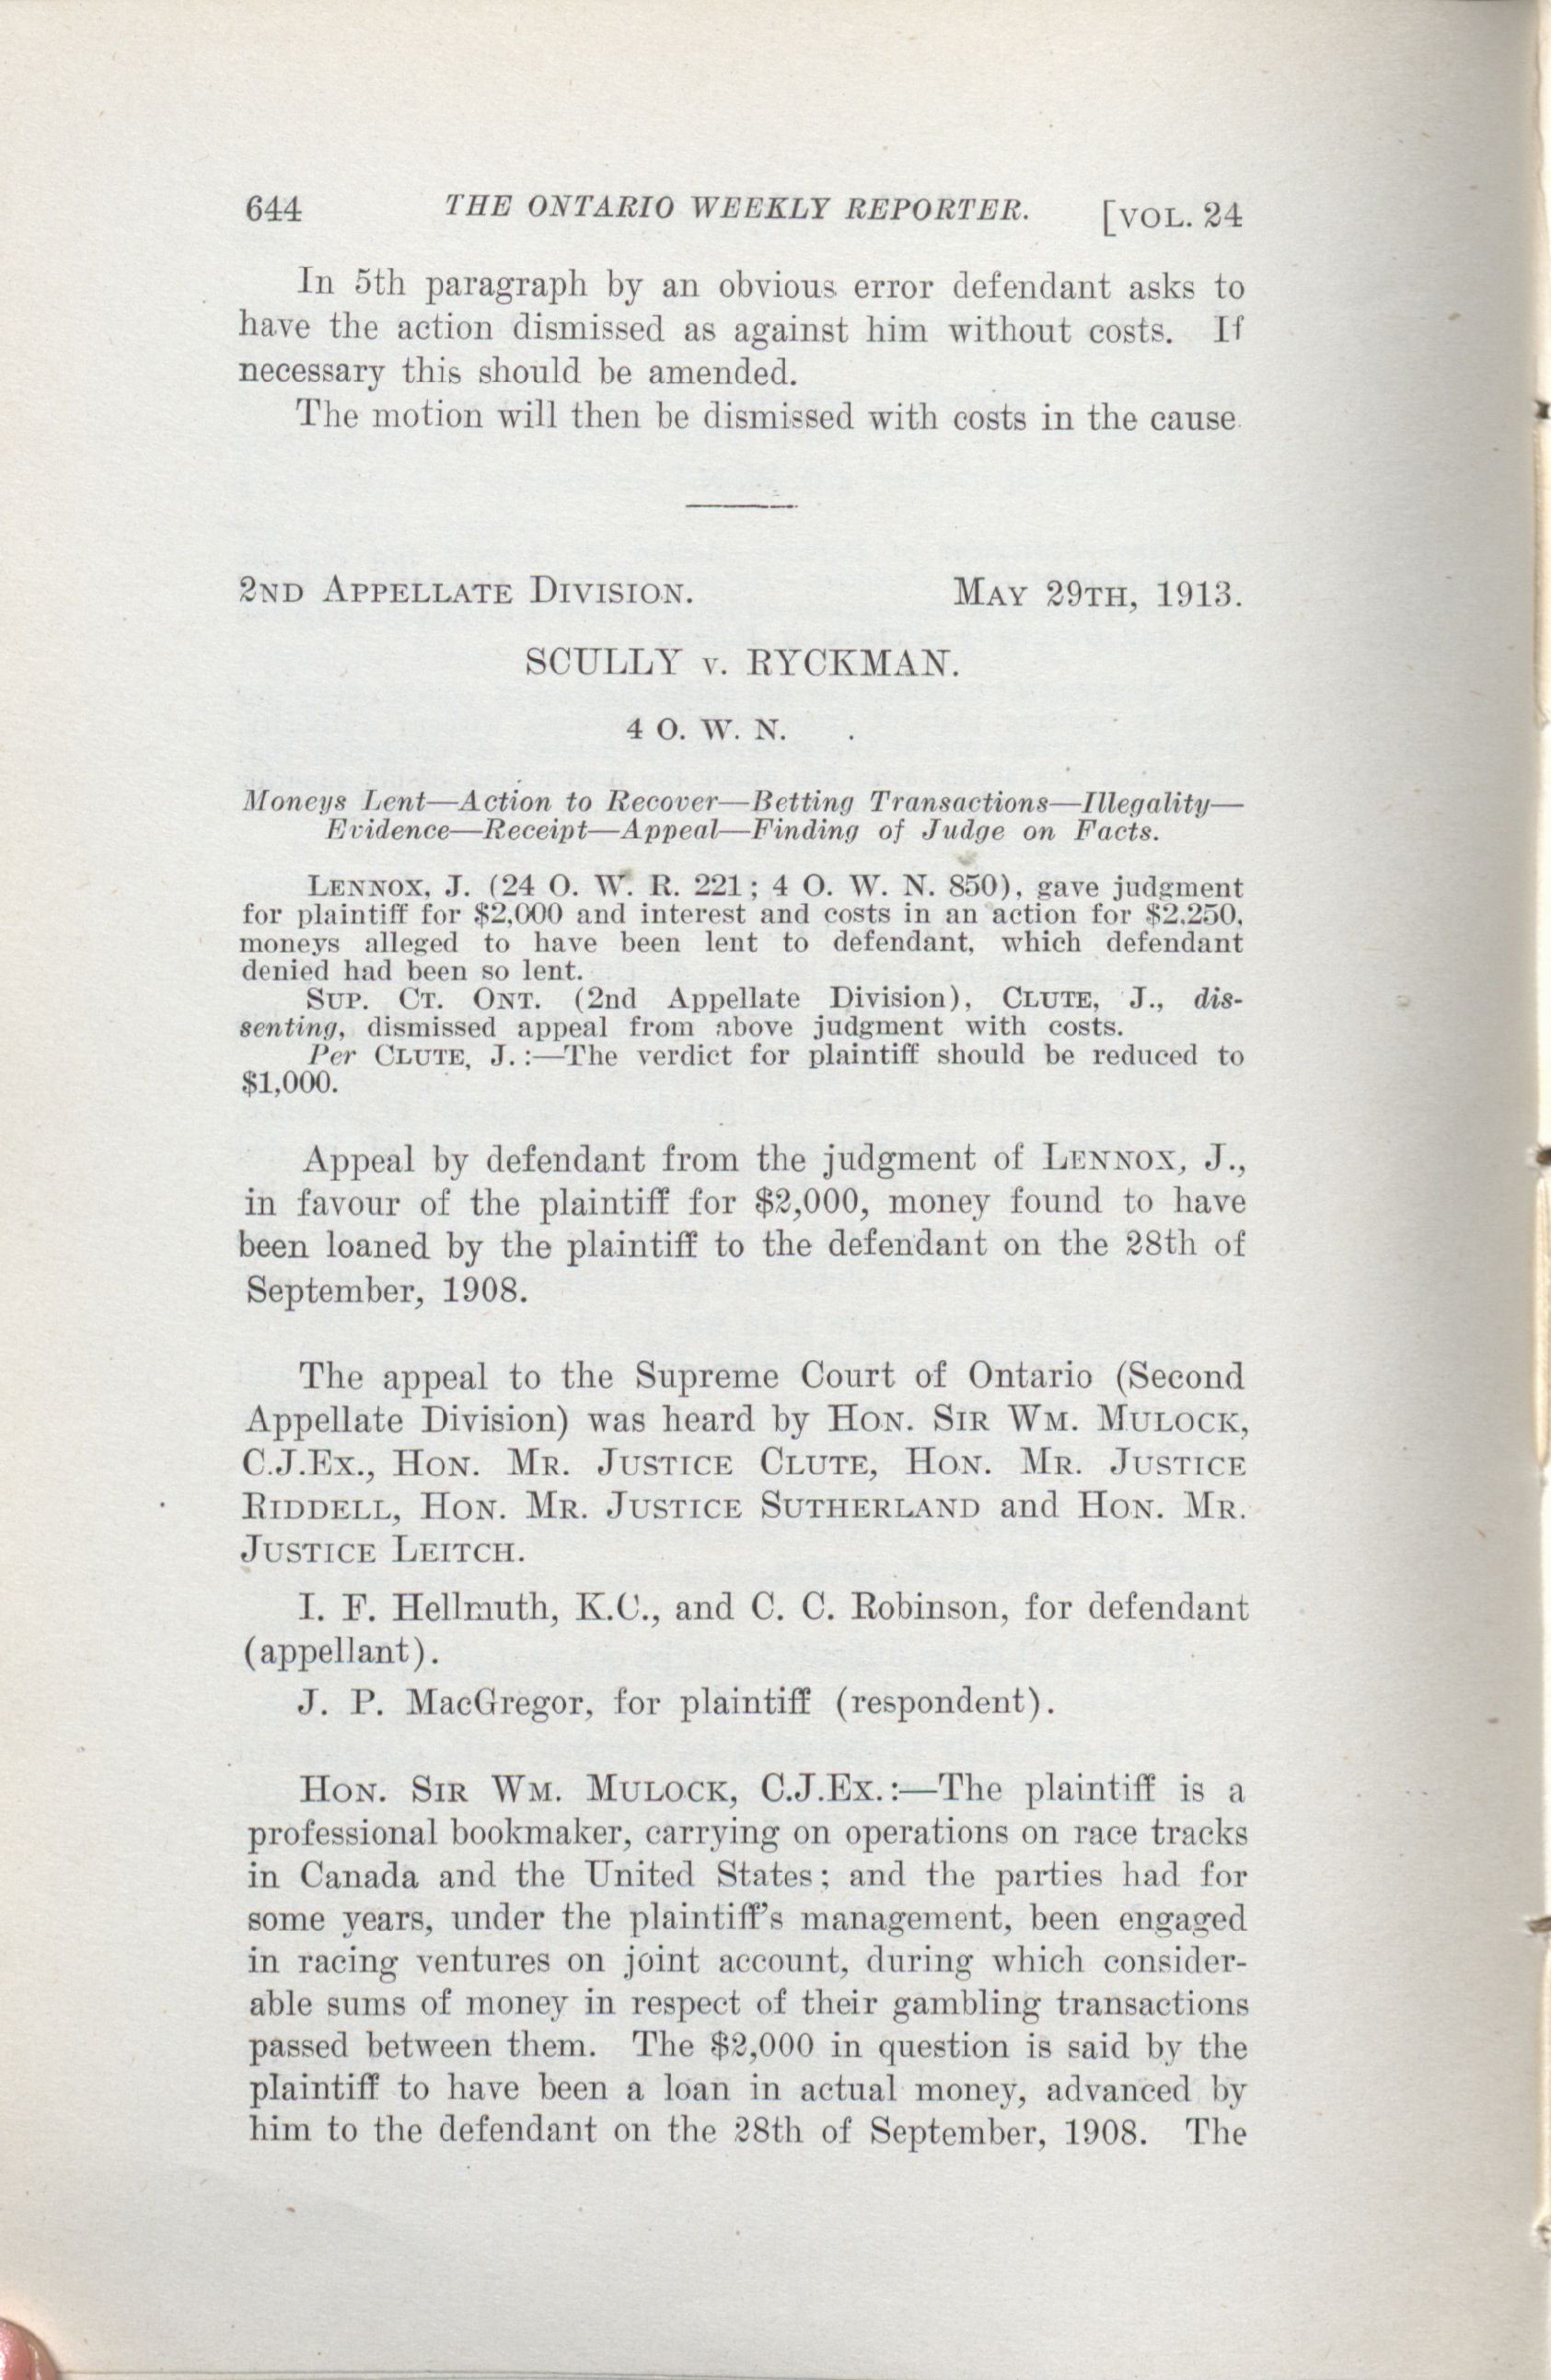 644 THE ONTARIO WEEKLY REPORTER. [VOL. 24
In 5th paragraph by an obvious error defendant asks to
have the action dismissed as against him without costs. If
necessary this should be amended.
The motion will then be dismissed with costs in the cause.
2ND APPELLATE DIVISION. MAY 29TH, 1913.
SCULLY v. RYCKMAN.
4 O. W. N. .
Moneys Lent—Action to Recover—Betting Transactions—Illegality—
Evidence—Receipt—Appeal—Finding of Judge on Facts.
LENNOX, J. (24 O. W. R. 221; 4 O. W. N. 850), gave judgment
for plaintiff for $2,000 and interest and costs in an action for $2.250,
moneys alleged to have been lent to defendant, which defendant
denied had been so lent.
SUP. CT. ONT. (2nd Appellate Division), CLUTE, J., dis-
senting, dismissed appeal from above judgment with costs.
Per CLUTE, J.:—The verdict for plaintiff should be reduced to
$1,000.
Appeal by defendant from the judgment of LENNOX, J.,
in favour of the plaintiff for $2,000, money found to have
been loaned by the plaintiff to the defendant on the 28th of
September, 1908.
The appeal to the Supreme Court of Ontario (Second
Appellate Division) was heard by HON. SIR WM. MULOCK,
C.J.EX., HON. MR. JUSTICE CLUTE, HON. MR. JUSTICE
RIDDELL, HON. MR. JUSTICE SUTHERLAND and HON. MR.
JUSTICE LEITCH.
I. F. Hellmuth, K.C., and C. C. Robinson, for defendant
(appellant).
J. P. MacGregor, for plaintiff (respondent).
HON. SIR WM. MULOCK, C.J.EX.:—The plaintiff is a
professional bookmaker, carrying on operations on race tracks
in Canada and the United States; and the parties had for
some years, under the plaintiff's management, been engaged
in racing ventures on joint account, during which consider-
able sums of money in respect of their gambling transactions
passed between them. The $2,000 in question is said by the
plaintiff to have been a loan in actual money, advanced by
him to the defendant on the 28th of September, 1908. The